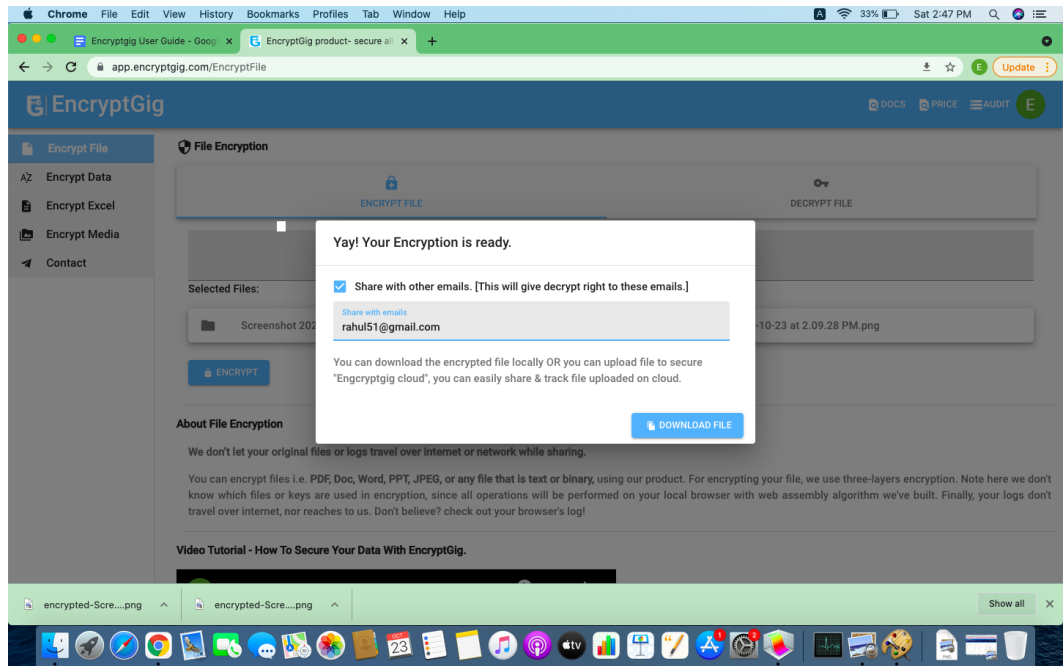 Chrome File Edit View History Bookmarks Profiles Tab Window Help
A 33% Sat 2:47 PM
Encryptgig User Guide - Goog
EncryptGig product- secure all
app.encryptgig.com/EncryptFile
E
Update
EncryptGig
DOCS PRICE AUDIT E
Encrypt File
Encrypt Data
Encrypt Excel
Encrypt Media
Contact
File Encryption
ENCRYPT FILE
DECRYPT FILE
Yay! Your Encryption is ready.
Share with other emails. [This will give decrypt right to these emails.]
Share with emails
rahul51@gmail.com
You can download the encrypted file locally OR you can upload file to secure
"Engcryptgig cloud", you can easily share & track file uploaded on cloud.
DOWNLOAD FILE
Selected Files:
Screenshot 202
-10-23 at 2.09.28 PM.png
ENCRYPT
About File Encryption
We don't let your original files or logs travel over internet or network while sharing.
You can encrypt files i.e. PDF, Doc, Word, PPT, JPEG, or any file that is text or binary, using our product. For encrypting your file, we use three-layers encryption. Note here we don't
know which files or keys are used in encryption, since all operations will be performed on your local browser with web assembly algorithm we've built. Finally, your logs don't
travel over internet, nor reaches to us. Don't believe? check out your browser's log!
Video Tutorial - How To Secure Your Data With EncryptGig.
encrypted-Scre....png
encrypted-Scre....png
Show all
OCT
23
tv
1
2